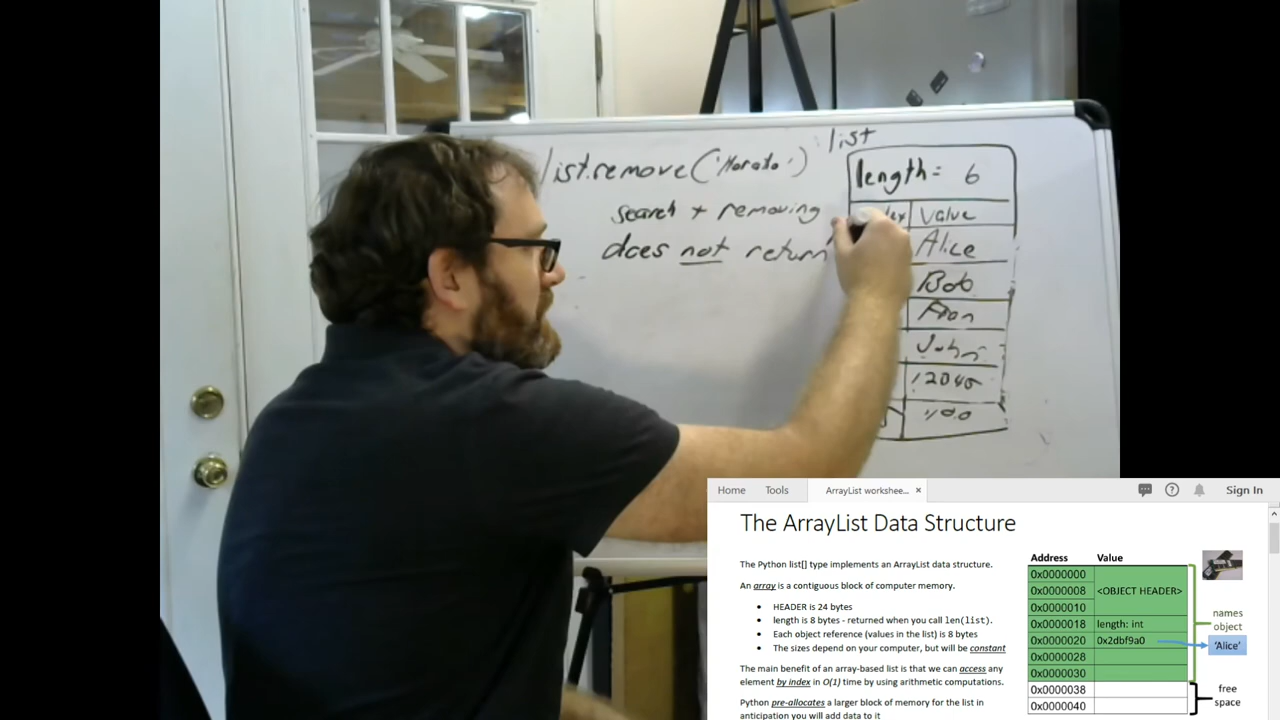 list.remove('Horato')
search + removing
does not return
list
length = 6
Value
Alice
Bob
John
Home
Tools
ArrayList workshee... ×
Sign In
The ArrayList Data Structure
The Python list[] type implements an ArrayList data structure.
An array is a contiguous block of computer memory.
• HEADER is 24 bytes
• length is 8 bytes - returned when you call len(list).
• Each object reference (values in the list) is 8 bytes
• The sizes depend on your computer, but will be constant
The main benefit of an array-based list is that we can access any
element by index in O(1) time by using arithmetic computations.
Python pre-allocates a larger block of memory for the list in
anticipation you will add data to it
Address Value
0x0000000
0x0000008 <OBJECT HEADER>
0x0000010
0x0000018 length: int
0x0000020 0x2dbf9a0
0x0000028
0x0000030
0x0000038
0x0000040
names
object
'Alice'
free
space